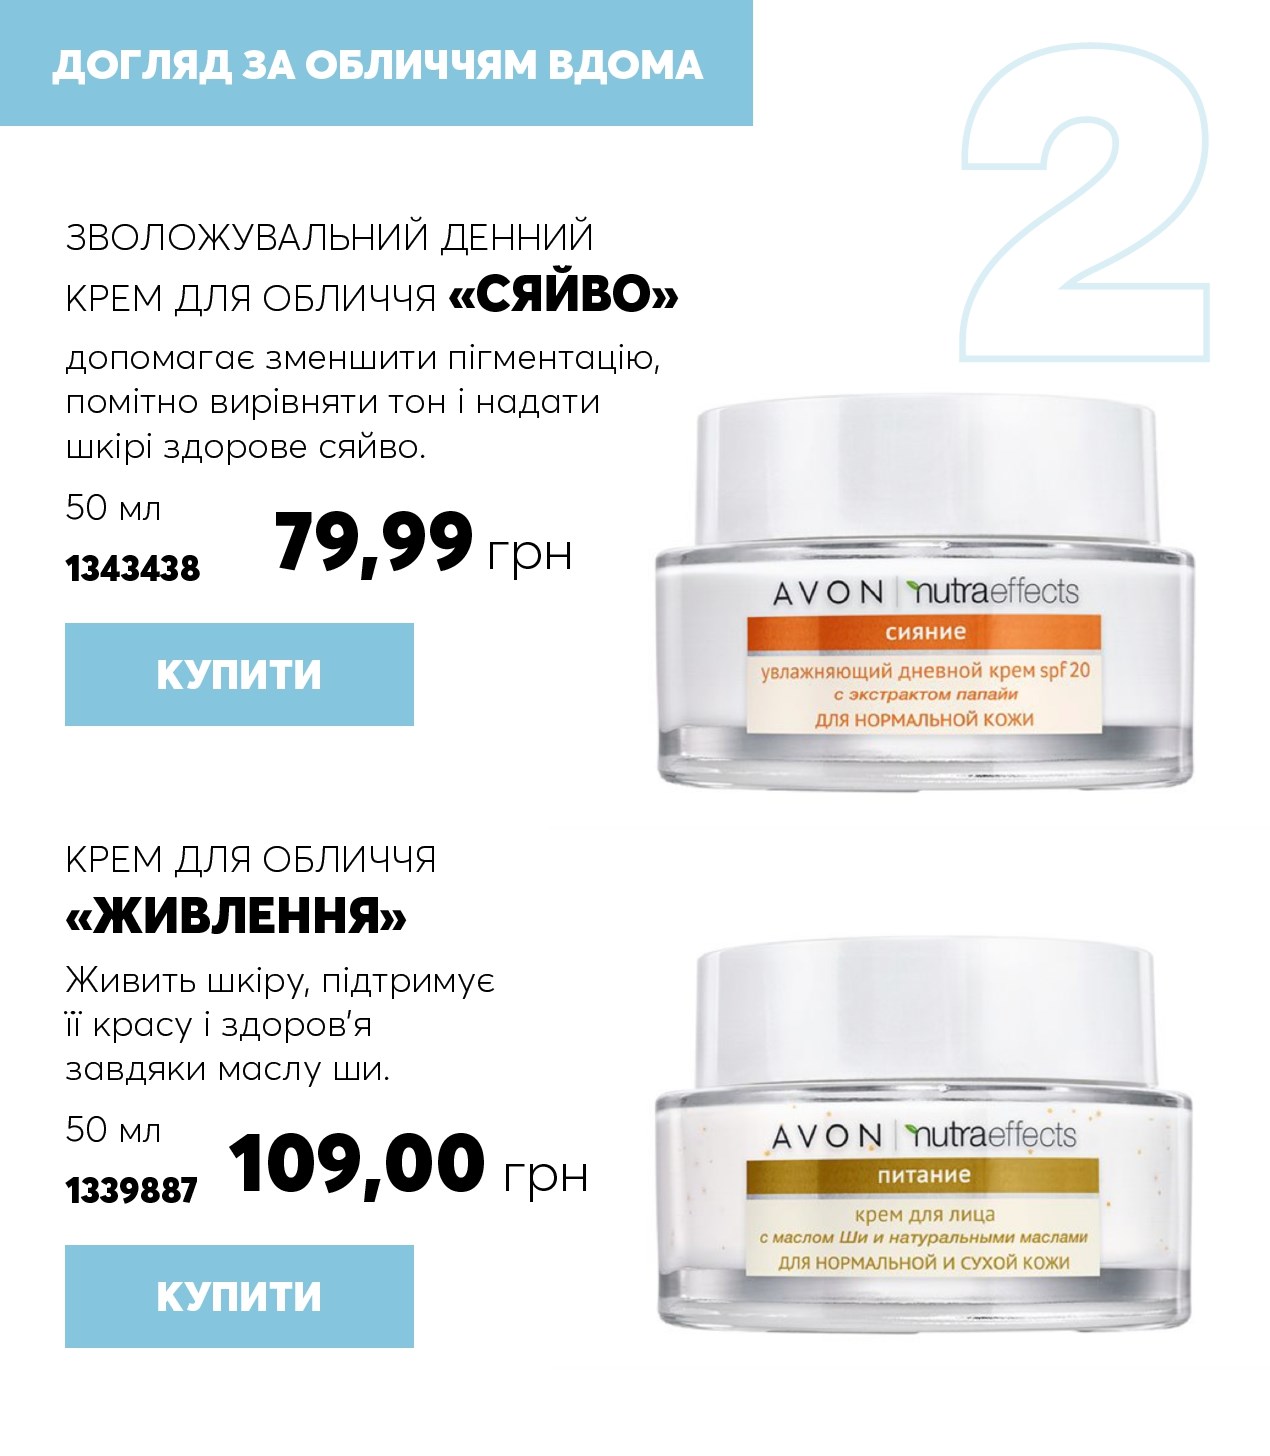 ДОГЛЯД ЗА ОБЛИЧЧЯМ ВДОМА
2
ЗВОЛОЖУВАЛЬНИЙ ДЕННИЙ
КРЕМ ДЛЯ ОБЛИЧЧЯ «СЯЙВО»
допомагає зменшити пігментацію,
помітно вирівняти тон і надати
шкірі здорове сяйво.
50 мл
1343438
79,99 грн
КУПИТИ
AVON | nutraeffects
сияние
увлажняющий дневной крем spf 20
с экстрактом папайи
ДЛЯ НОРМАЛЬНОЙ КОЖИ
КРЕМ ДЛЯ ОБЛИЧЧЯ
«ЖИВЛЕННЯ»
Живить шкіру, підтримує
її красу і здоров'я
завдяки маслу ши.
50 мл
1339887
109,00 грн
КУПИТИ
AVON | nutraeffects
питание
крем для лица
с маслом Ши и натуральными маслами
ДЛЯ НОРМАЛЬНОЙ И СУХОЙ КОЖИ